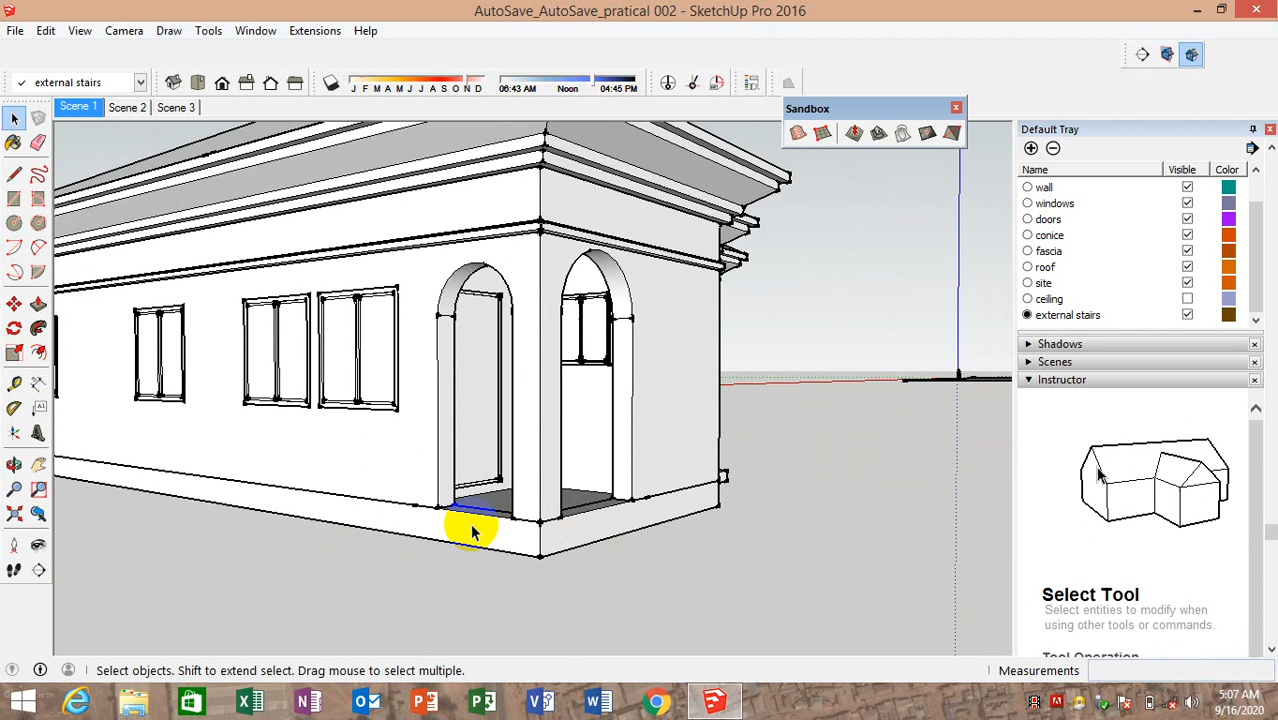 AutoSave_AutoSave_pratical 002 - SketchUp Pro 2016
File Edit View Camera Draw Tools Window Extensions Help
✓ external stairs
J F M A M J J A S O N D
06:43 AM Noon 04:45 PM
Scene 1 Scene 2 Scene 3
Sandbox
Default Tray
Name Visible Color
wall
windows
doors
conice
fascia
roof
site
ceiling
external stairs
Shadows
Scenes
Instructor
Select Tool
Select entities to modify when
using other tools or commands.
Tool Operation
Select objects. Shift to extend select. Drag mouse to select multiple.
Measurements
5:07 AM
9/16/2020